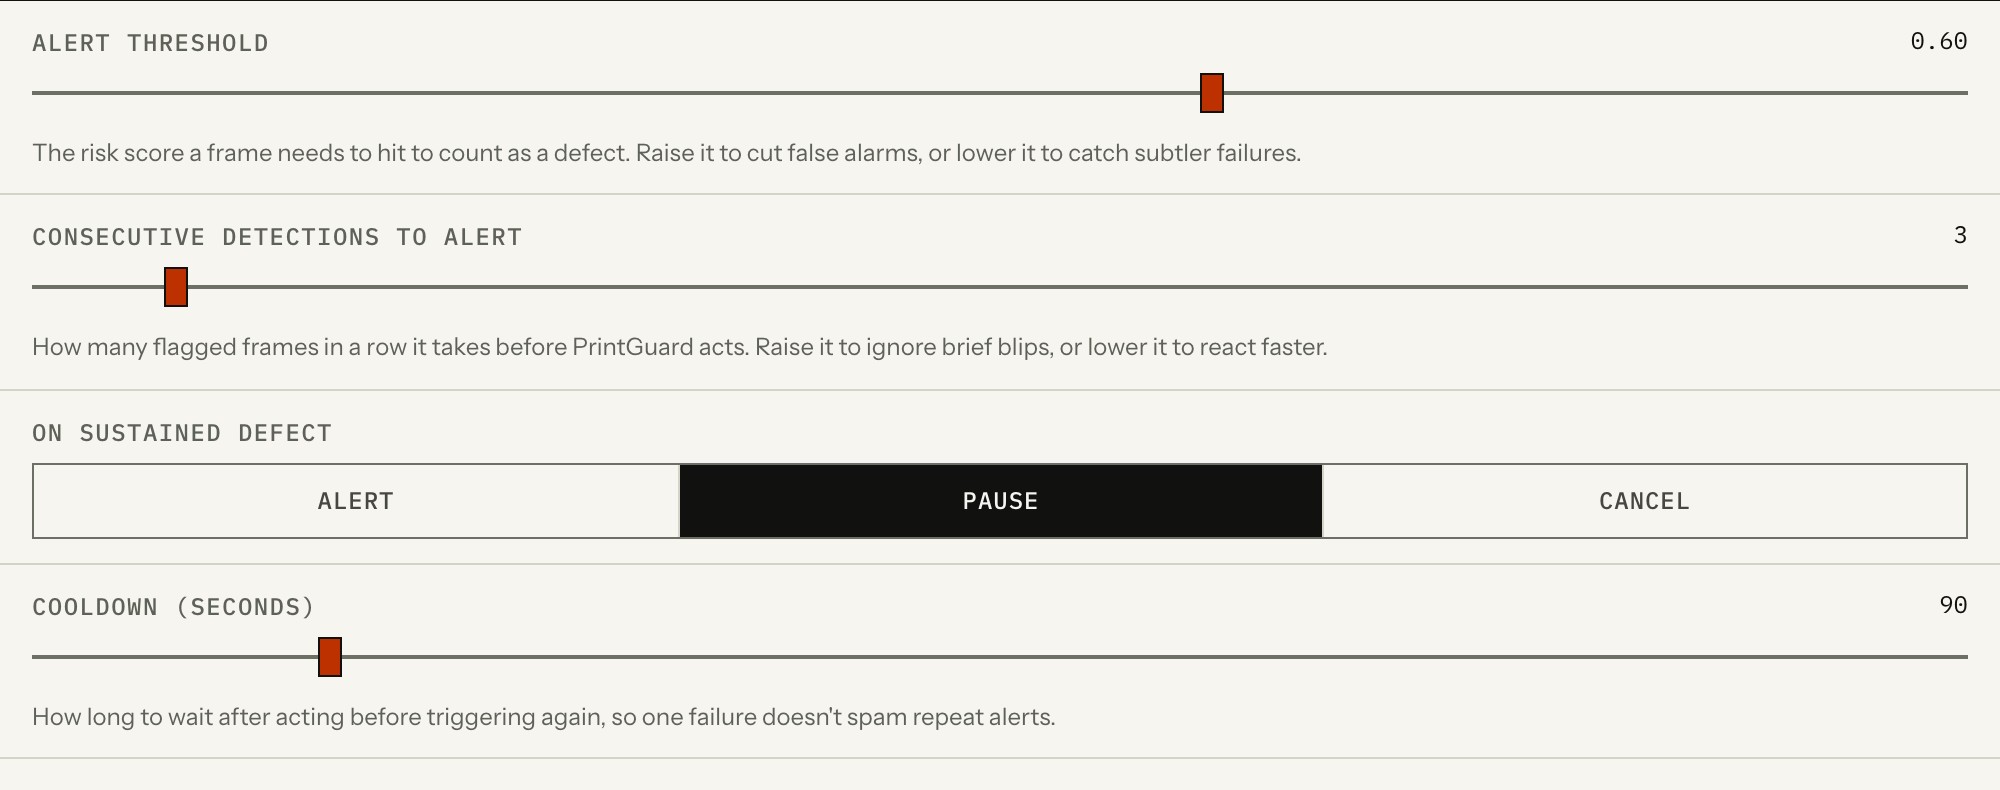 ALERT THRESHOLD 0.60
The risk score a frame needs to hit to count as a defect. Raise it to cut false alarms, or lower it to catch subtler failures.
CONSECUTIVE DETECTIONS TO ALERT 3
How many flagged frames in a row it takes before PrintGuard acts. Raise it to ignore brief blips, or lower it to react faster.
ON SUSTAINED DEFECT
ALERT PAUSE CANCEL
COOLDOWN (SECONDS) 90
How long to wait after acting before triggering again, so one failure doesn't spam repeat alerts.